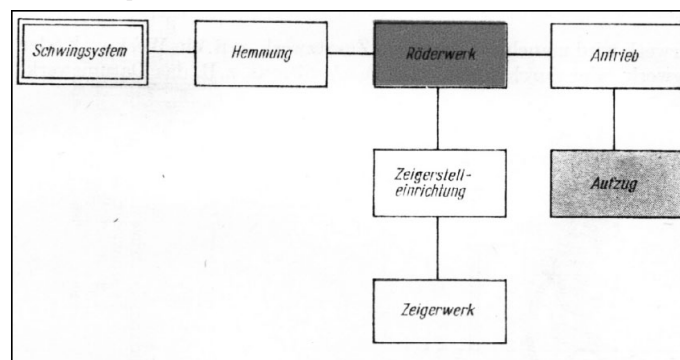 Schwingsystem
Hemmung
Räderwerk
Antrieb
Zeigerstell-
einrichtung
Aufzug
Zeigerwerk